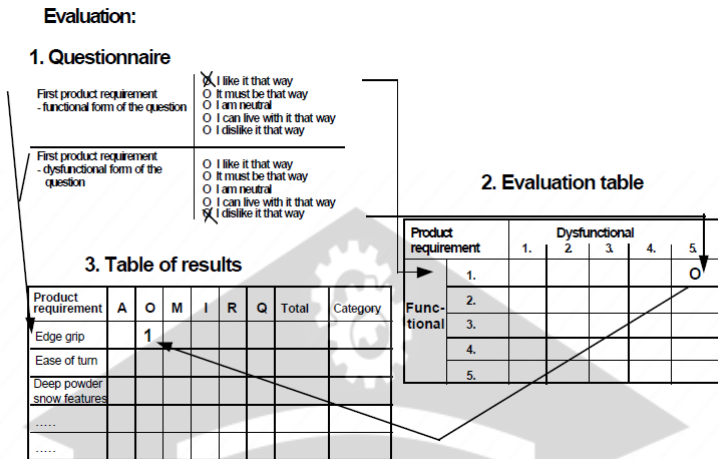 Evaluation:
1. Questionnaire
First product requirement
- functional form of the question
O I like it that way
O It must be that way
O I am neutral
O I can live with it that way
O I dislike it that way
First product requirement
- dysfunctional form of the
question
O I like it that way
O It must be that way
O I am neutral
O I can live with it that way
O I dislike it that way
2. Evaluation table
Product
requirement
Dysfunctional
1. 2 3. 4. 5.
Func-
tional
1. O
2.
3.
4.
5.
3. Table of results
Product
requirement A O M I R Q Total Category
Edge grip 1
Ease of turn
Deep powder
snow features
.....
.....